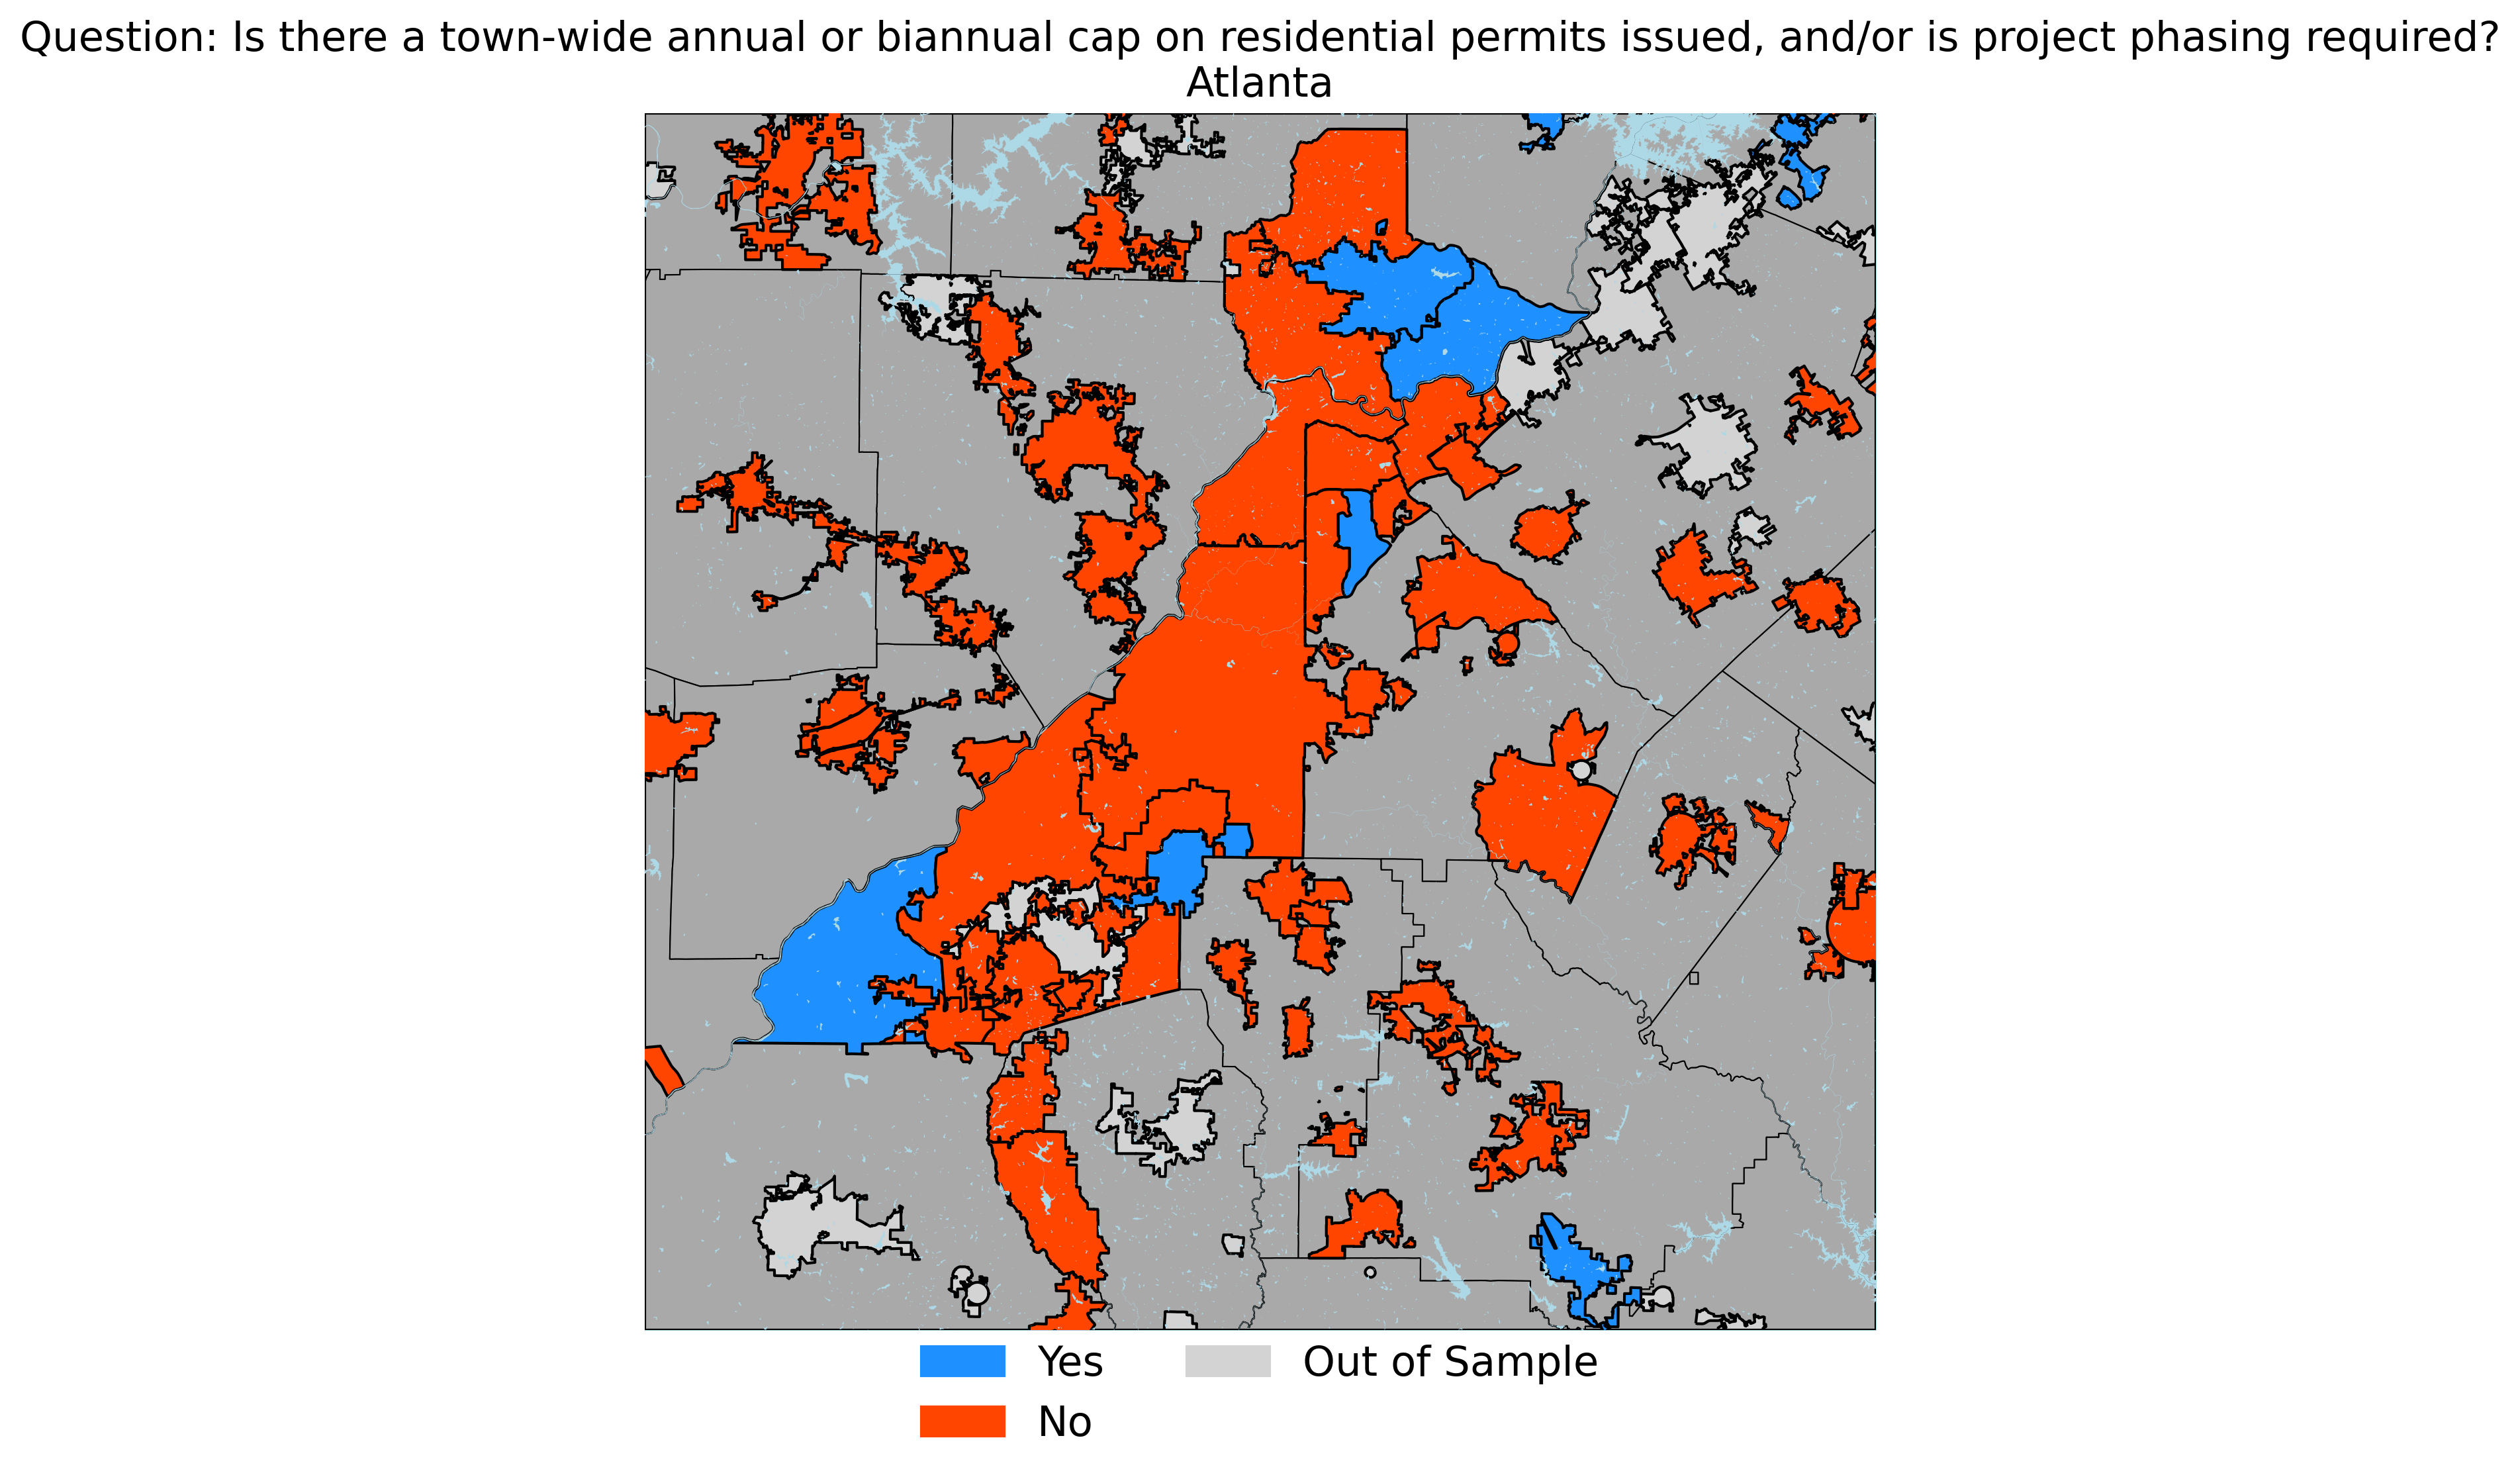 Question: Is there a town-wide annual or biannual cap on residential permits issued, and/or is project phasing required?
Atlanta
Yes
Out of Sample
No